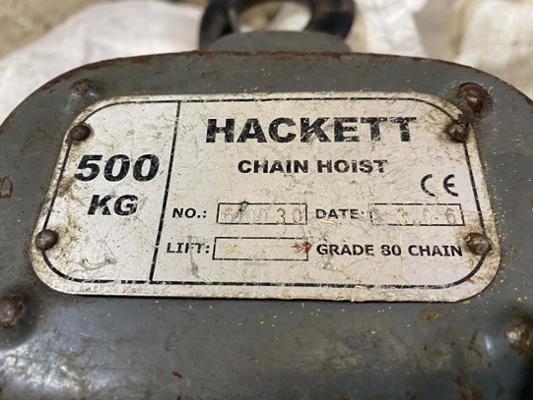 500
KG
HACKETT
CHAIN HOIST
CE
NO.: DATE:
LIFT: GRADE 80 CHAIN